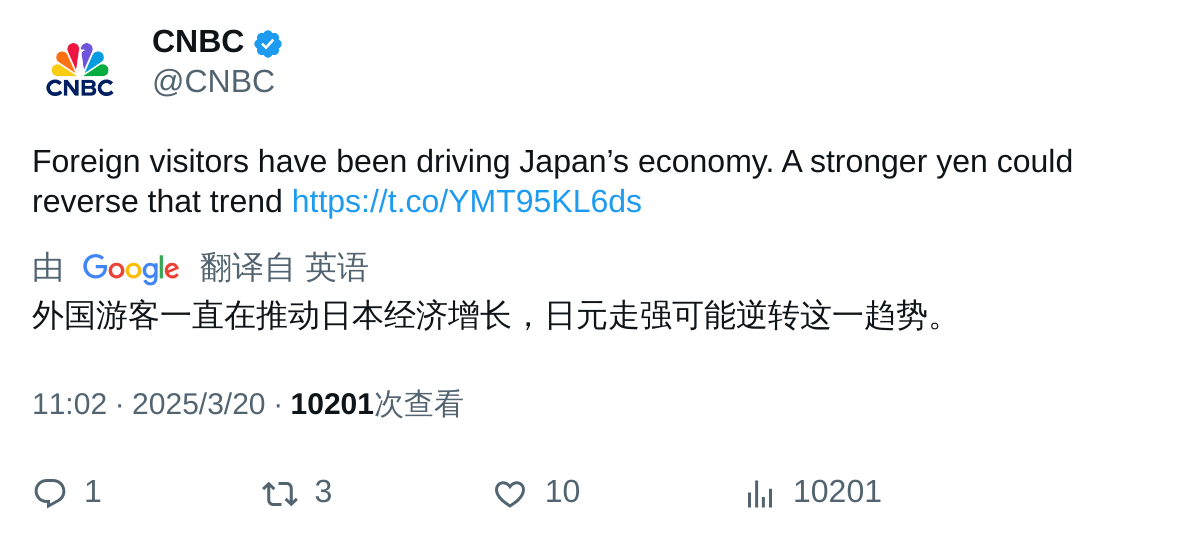 CNBC
CNBC
@CNBC
Foreign visitors have been driving Japan’s economy. A stronger yen could
reverse that trend https://t.co/YMT95KL6ds
由 Google 翻译自 英语
外国游客一直在推动日本经济增长，日元走强可能逆转这一趋势。
11:02 · 2025/3/20 · 10201次查看
1 3 10 10201